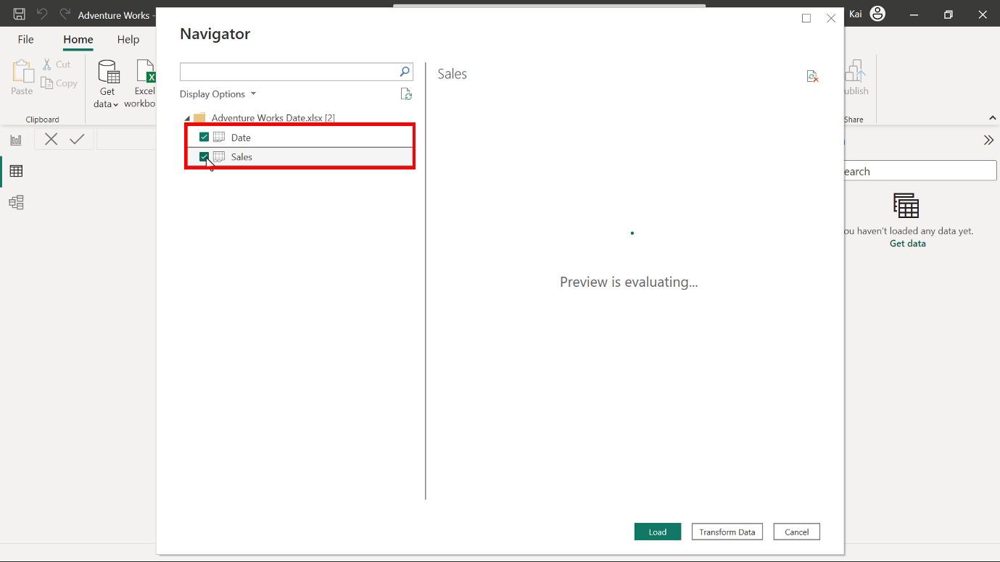 Adventure Works -
Kai
File
Home
Help
Paste
Cut
Copy
Clipboard
Get
data
Excel
workbo
Navigator
Display Options
Adventure Works Date.xlsx [2]
Date
Sales
Sales
Preview is evaluating...
Load
Transform Data
Cancel
ublish
Share
earch
ou haven't loaded any data yet.
Get data